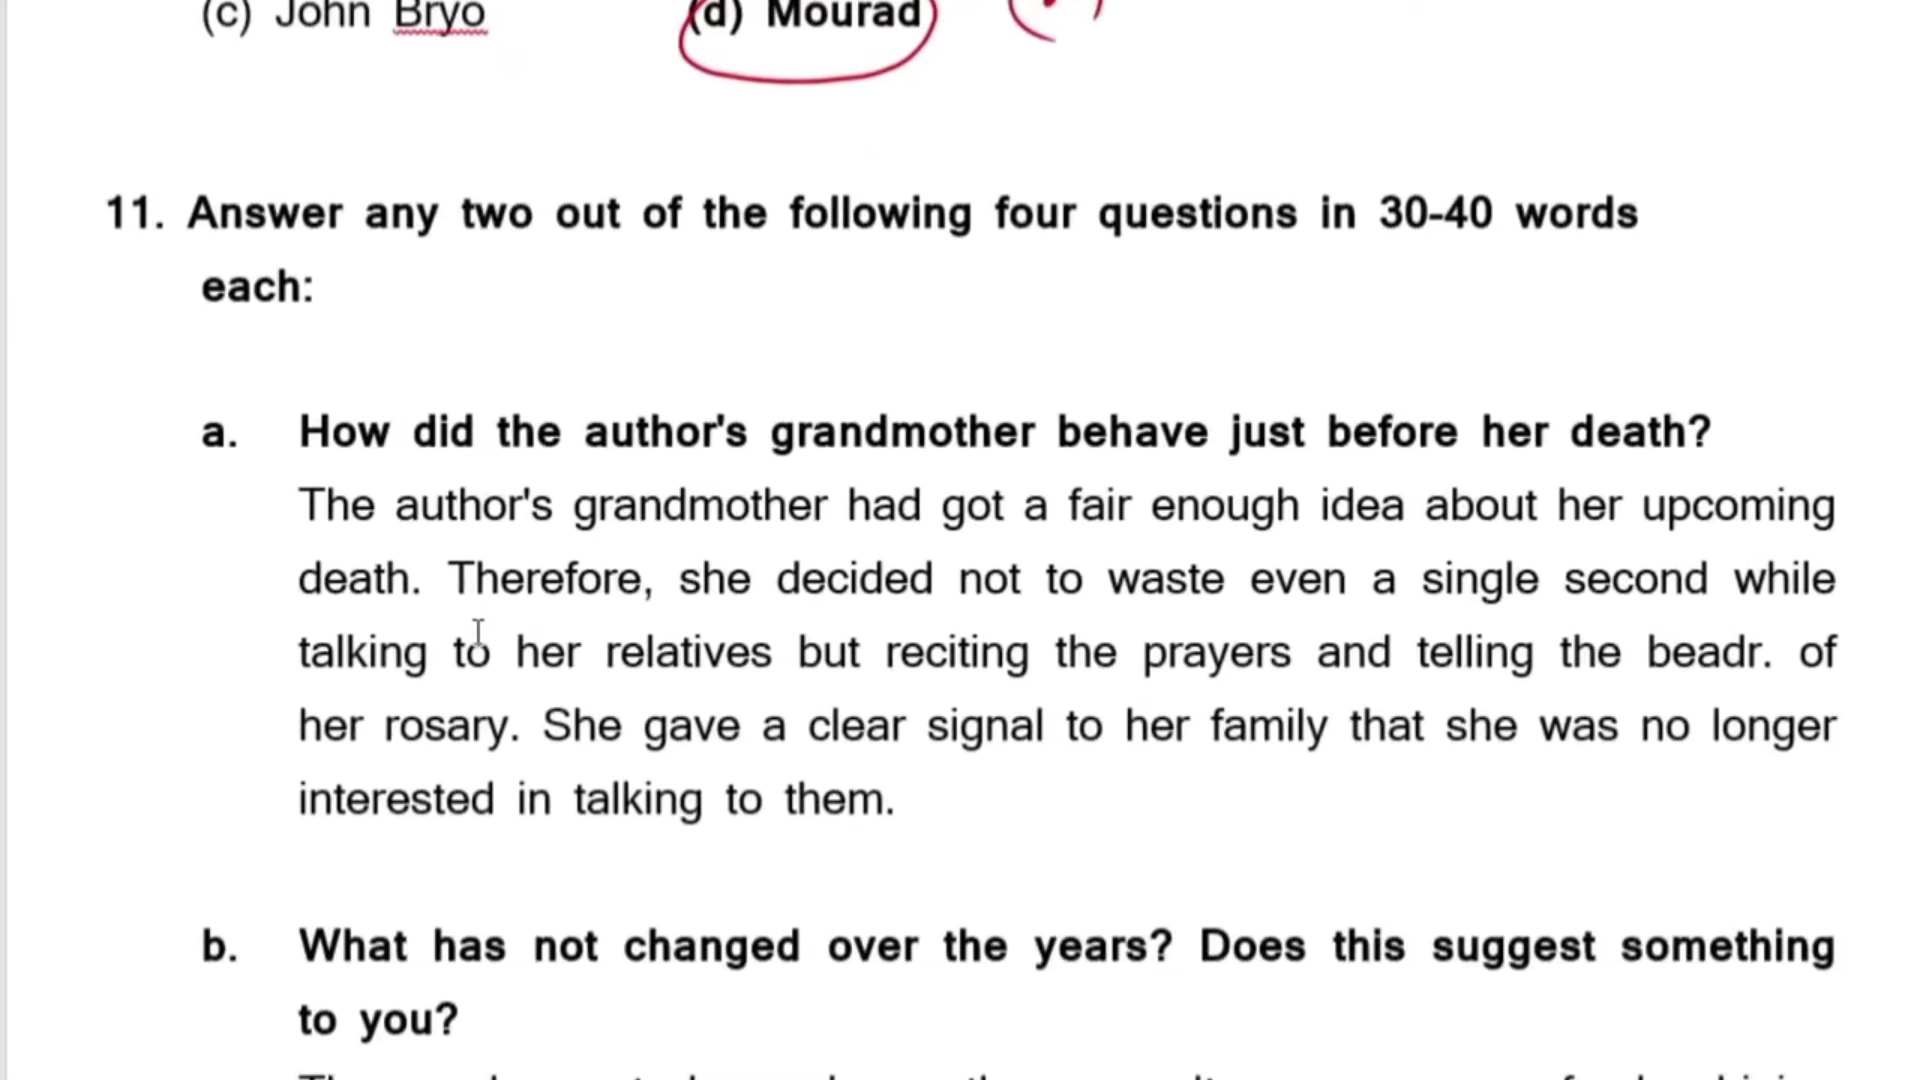 (c) John Bryo (d) Mourad
11. Answer any two out of the following four questions in 30-40 words
each:
a. How did the author's grandmother behave just before her death?
The author's grandmother had got a fair enough idea about her upcoming
death. Therefore, she decided not to waste even a single second while
talking to her relatives but reciting the prayers and telling the beadr. of
her rosary. She gave a clear signal to her family that she was no longer
interested in talking to them.
b. What has not changed over the years? Does this suggest something
to you?